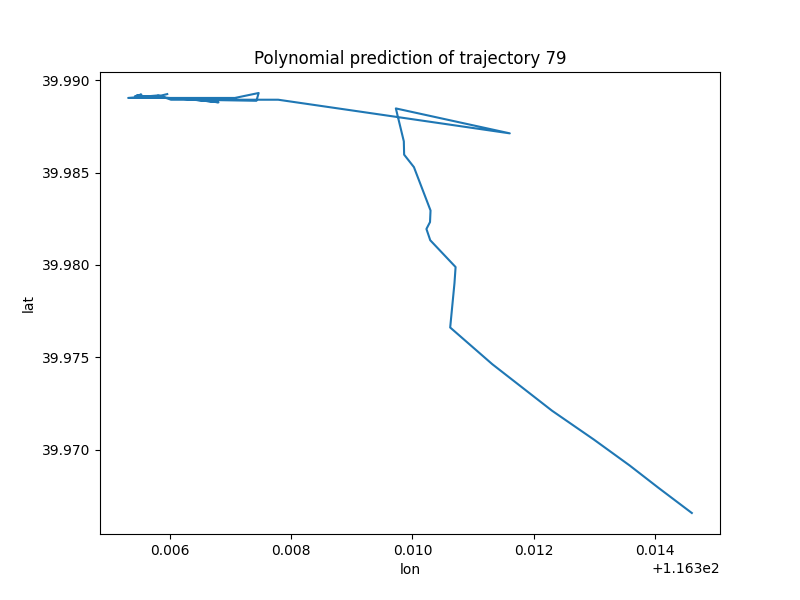 Polynomial prediction of trajectory 79
39.990
39.985
39.980
39.975
39.970
lat
0.006 0.008 0.010 0.012 0.014
lon
+1.163e2